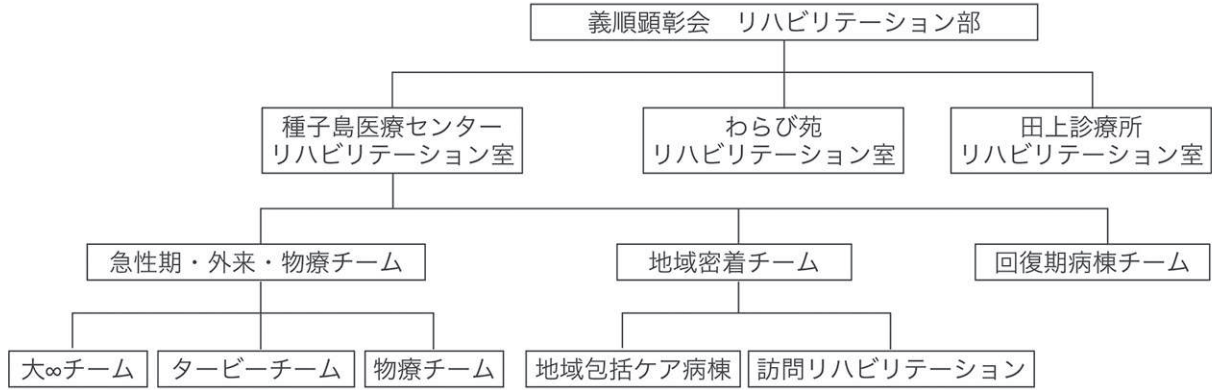 義順顕彰会　リハビリテーション部
種子島医療センター
リハビリテーション室
わらび苑
リハビリテーション室
田上診療所
リハビリテーション室
急性期・外来・物療チーム
地域密着チーム
回復期病棟チーム
大∞チーム
タービーチーム
物療チーム
地域包括ケア病棟
訪問リハビリテーション